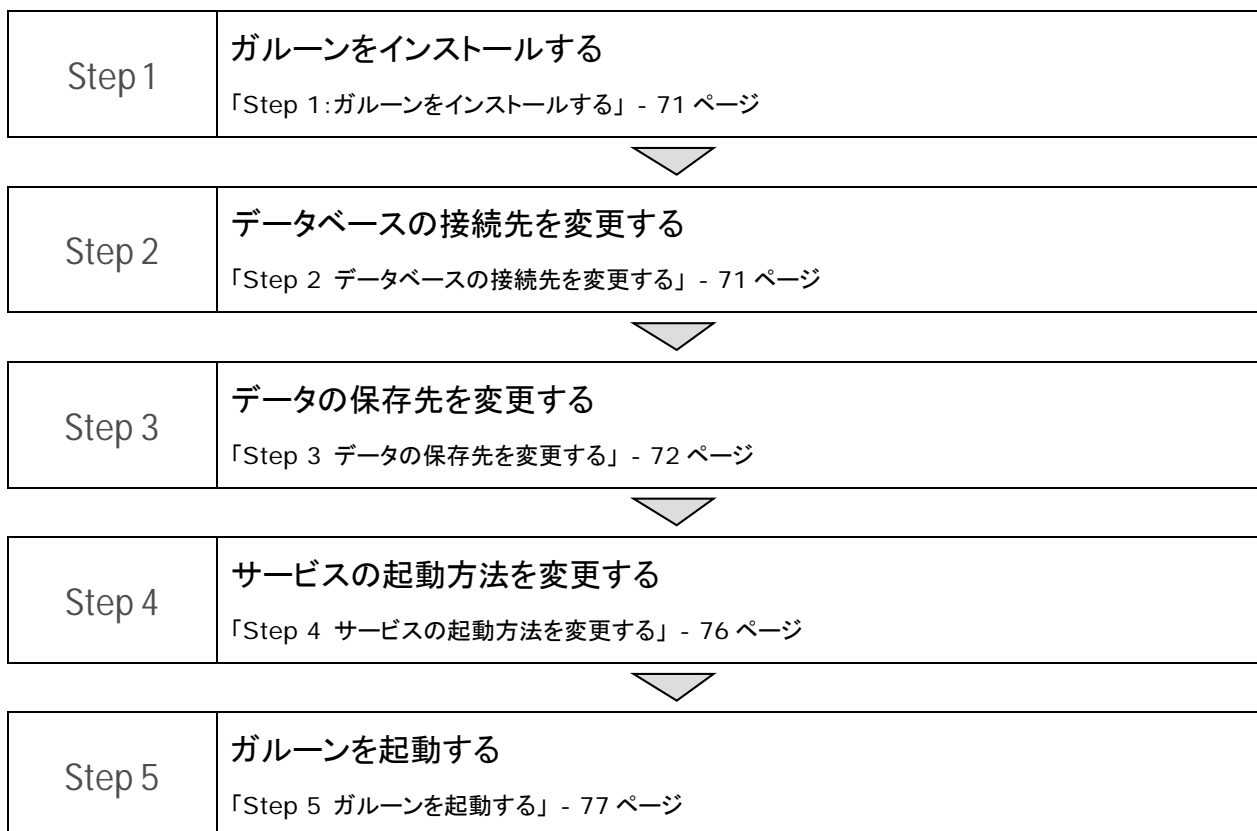 Step 1
ガルーンをインストールする
「Step 1:ガルーンをインストールする」 - 71 ページ
Step 2
データベースの接続先を変更する
「Step 2 データベースの接続先を変更する」 - 71 ページ
Step 3
データの保存先を変更する
「Step 3 データの保存先を変更する」 - 72 ページ
Step 4
サービスの起動方法を変更する
「Step 4 サービスの起動方法を変更する」 - 76 ページ
Step 5
ガルーンを起動する
「Step 5 ガルーンを起動する」 - 77 ページ